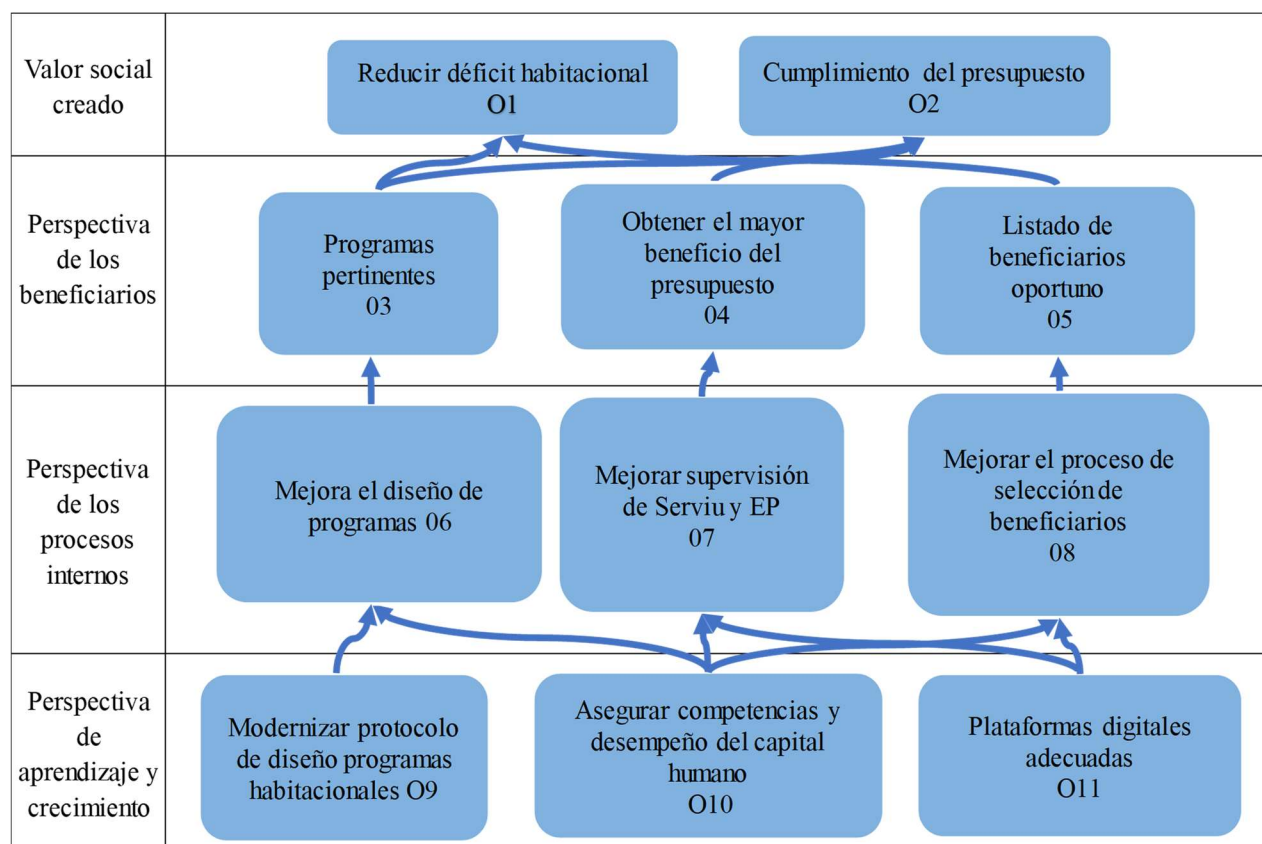 Valor social
creado
Reducir déficit habitacional
O1
Cumplimiento del presupuesto
O2
Perspectiva
de los
beneficiarios
Programas
pertinentes
03
Obtener el mayor
beneficio del
presupuesto
04
Listado de
beneficiarios
oportuno
05
Perspectiva
de los
procesos
internos
Mejora el diseño de
programas 06
Mejorar supervisión
de Serviu y EP
07
Mejorar el proceso de
selección de
beneficiarios
08
Perspectiva
de
aprendizaje y
crecimiento
Modernizar protocolo
de diseño programas
habitacionales O9
Asegurar competencias y
desempeño del capital
humano
O10
Plataformas digitales
adecuadas
O11